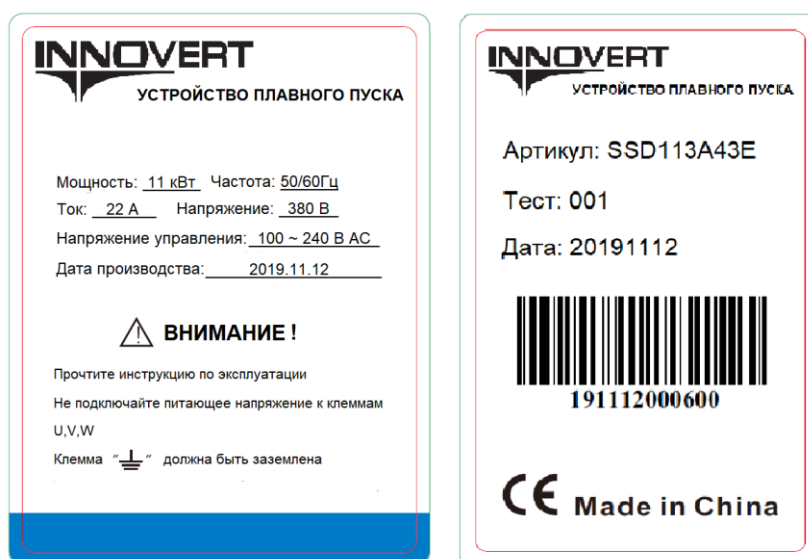 INNOVERT
УСТРОЙСТВО ПЛАВНОГО ПУСКА
Мощность: 11 кВт Частота: 50/60Гц
Ток: 22 А Напряжение: 380 В
Напряжение управления: 100 ~ 240 В АС
Дата производства: 2019.11.12
ВНИМАНИЕ !
Прочтите инструкцию по эксплуатации
Не подключайте питающее напряжение к клеммам
U,V,W
Клемма "⏚" должна быть заземлена
INNOVERT
УСТРОЙСТВО ПЛАВНОГО ПУСКА
Артикул: SSD113A43E
Тест: 001
Дата: 20191112
191112000600
CE Made in China